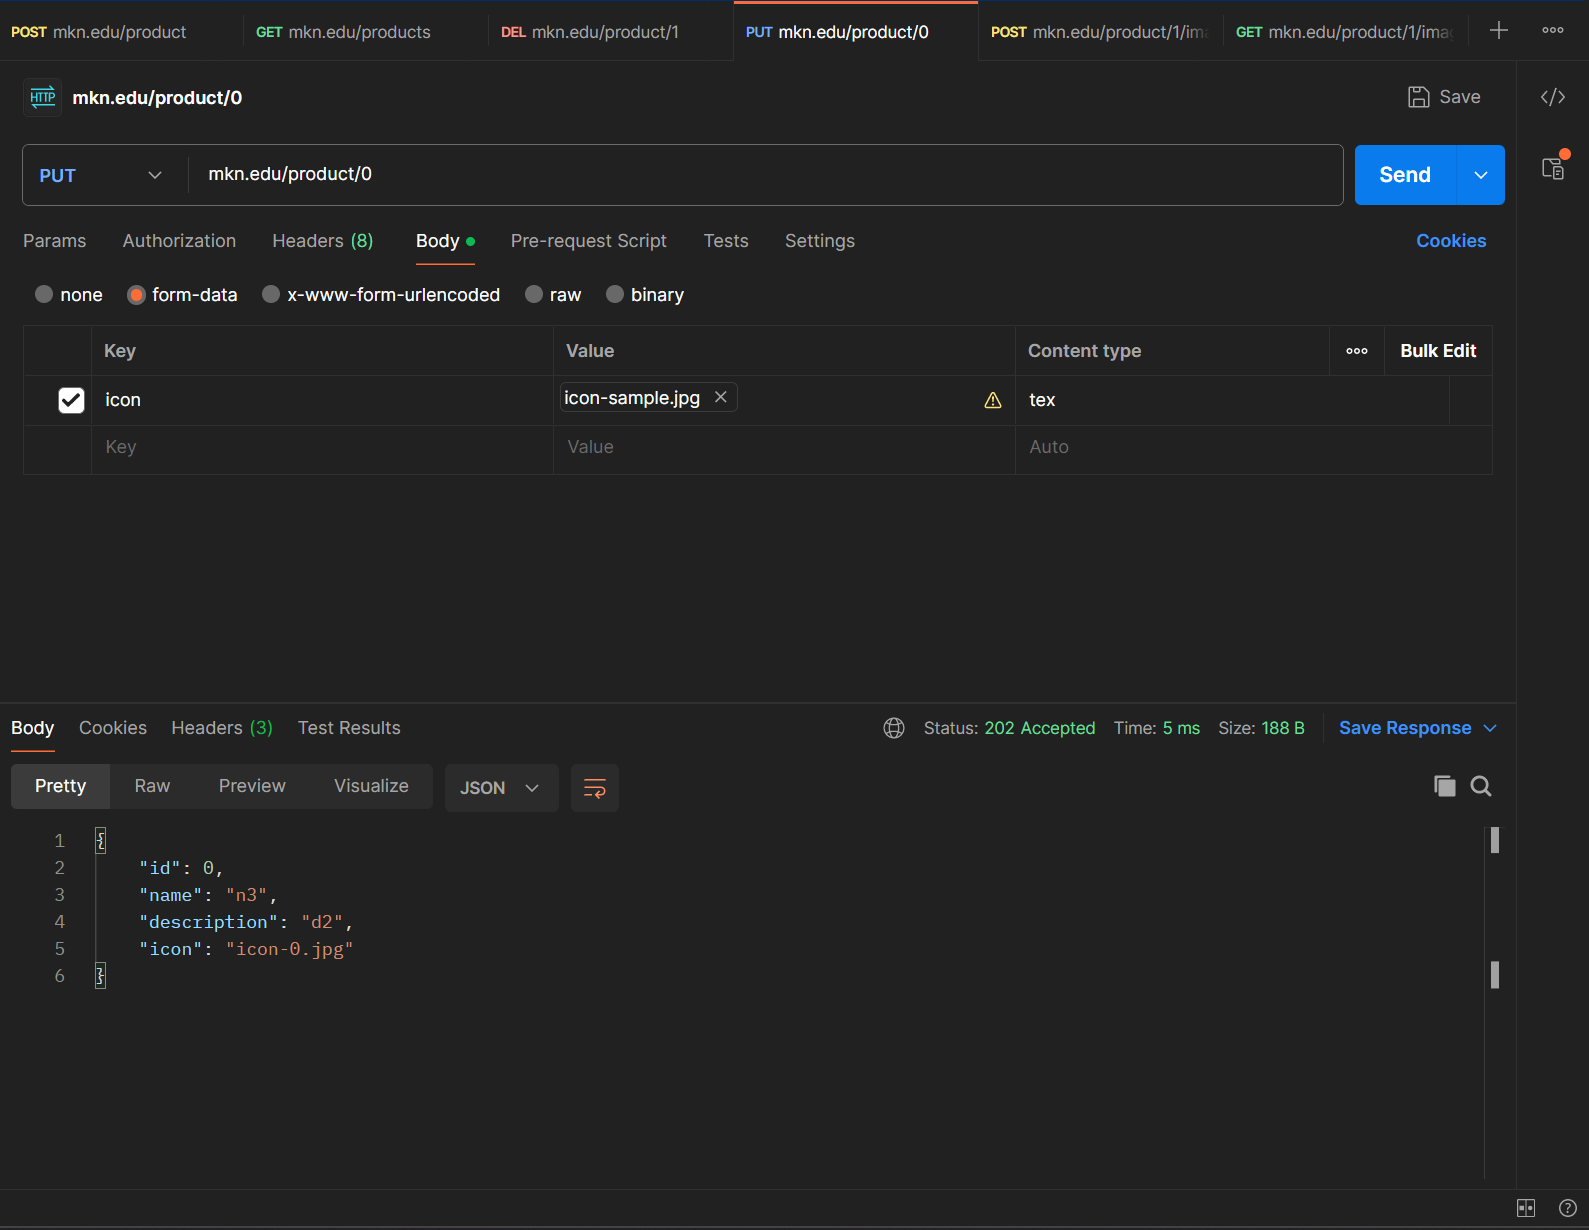 POST mkn.edu/product GET mkn.edu/products DEL mkn.edu/product/1 PUT mkn.edu/product/0 POST mkn.edu/product/1/im GET mkn.edu/product/1/ima
HTTP mkn.edu/product/0 Save
PUT mkn.edu/product/0 Send
Params Authorization Headers (8) Body Pre-request Script Tests Settings Cookies
none form-data x-www-form-urlencoded raw binary
Key Value Content type Bulk Edit
icon icon-sample.jpg tex
Key Value Auto
Body Cookies Headers (3) Test Results Status: 202 Accepted Time: 5 ms Size: 188 B Save Response
Pretty Raw Preview Visualize JSON
1 {
2 "id": 0,
3 "name": "n3",
4 "description": "d2",
5 "icon": "icon-0.jpg"
6 }